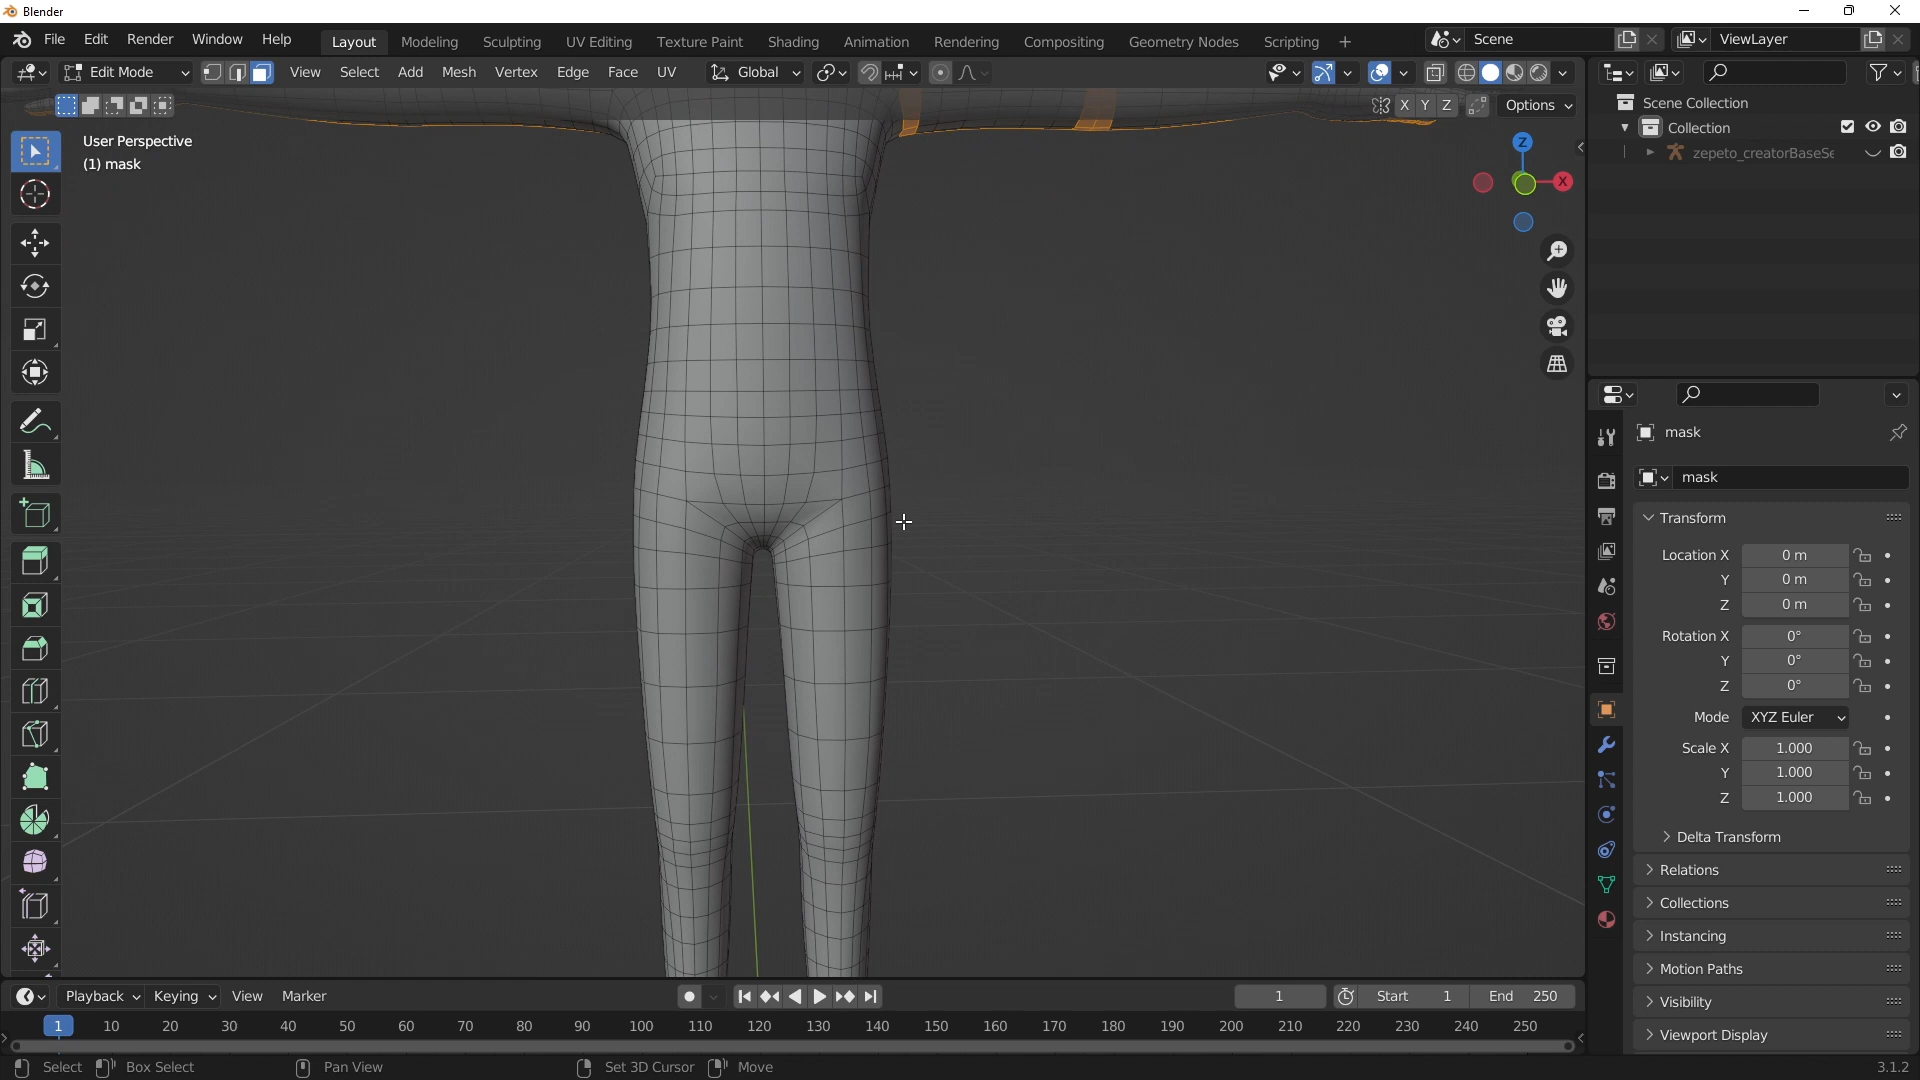 Blender
File Edit Render Window Help Layout Modeling Sculpting UV Editing Texture Paint Shading Animation Rendering Compositing Geometry Nodes Scripting + Scene ViewLayer
Edit Mode View Select Add Mesh Vertex Edge Face UV Global
X Y Z Options
User Perspective
(1) mask
Z
X
Scene Collection
Collection
zepeto_creatorBaseSe
mask
mask
Transform
Location X 0 m
Y 0 m
Z 0 m
Rotation X 0°
Y 0°
Z 0°
Mode XYZ Euler
Scale X 1.000
Y 1.000
Z 1.000
Delta Transform
Relations
Collections
Instancing
Motion Paths
Visibility
Viewport Display
Playback Keying View Marker 1 Start 1 End 250
1 10 20 30 40 50 60 70 80 90 100 110 120 130 140 150 160 170 180 190 200 210 220 230 240 250
Select Box Select Pan View Set 3D Cursor Move 3.1.2